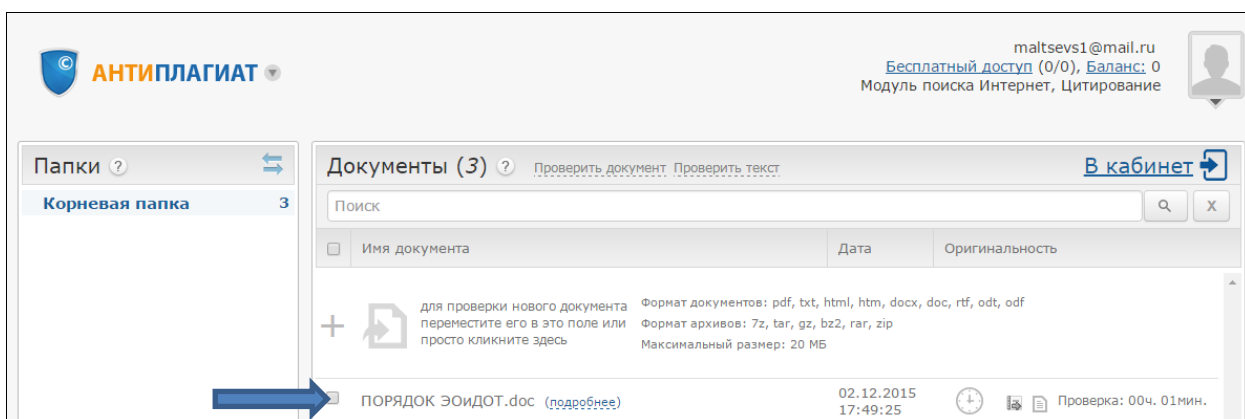 ©
АНТИПЛАГИАТ
maltsevs1@mail.ru
Бесплатный доступ (0/0), Баланс: 0
Модуль поиска Интернет, Цитирование
Папки ?
Корневая папка 3
Документы (3) ? Проверить документ Проверить текст В кабинет
Поиск X
Имя документа Дата Оригинальность
для проверки нового документа
переместите его в это поле или
просто кликните здесь
Формат документов: pdf, txt, html, htm, docx, doc, rtf, odt, odf
Формат архивов: 7z, tar, gz, bz2, rar, zip
Максимальный размер: 20 МБ
ПОРЯДОК ЭОиДОТ.doc (подробнее) 02.12.2015
17:49:25
Проверка: 00ч. 01мин.